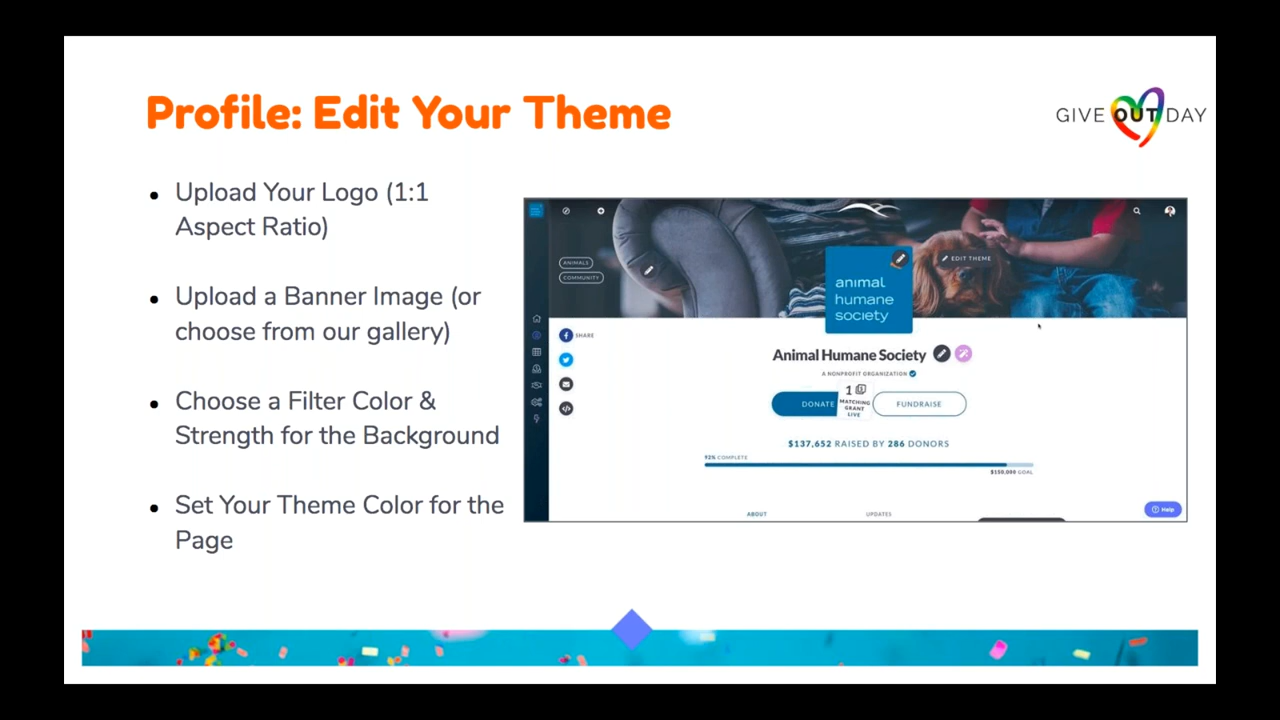 Profile: Edit Your Theme
GIVE OUT DAY
• Upload Your Logo (1:1
Aspect Ratio)
• Upload a Banner Image (or
choose from our gallery)
• Choose a Filter Color &
Strength for the Background
• Set Your Theme Color for the
Page
ANIMALS
COMMUNITY
EDIT THEME
animal
humane
society
SHARE
Animal Humane Society
A NONPROFIT ORGANIZATION
DONATE
1
MATCHING
GRANT
LIVE
FUNDRAISE
$137,652 RAISED BY 286 DONORS
92% COMPLETE
$150,000 GOAL
ABOUT
UPDATES
Help